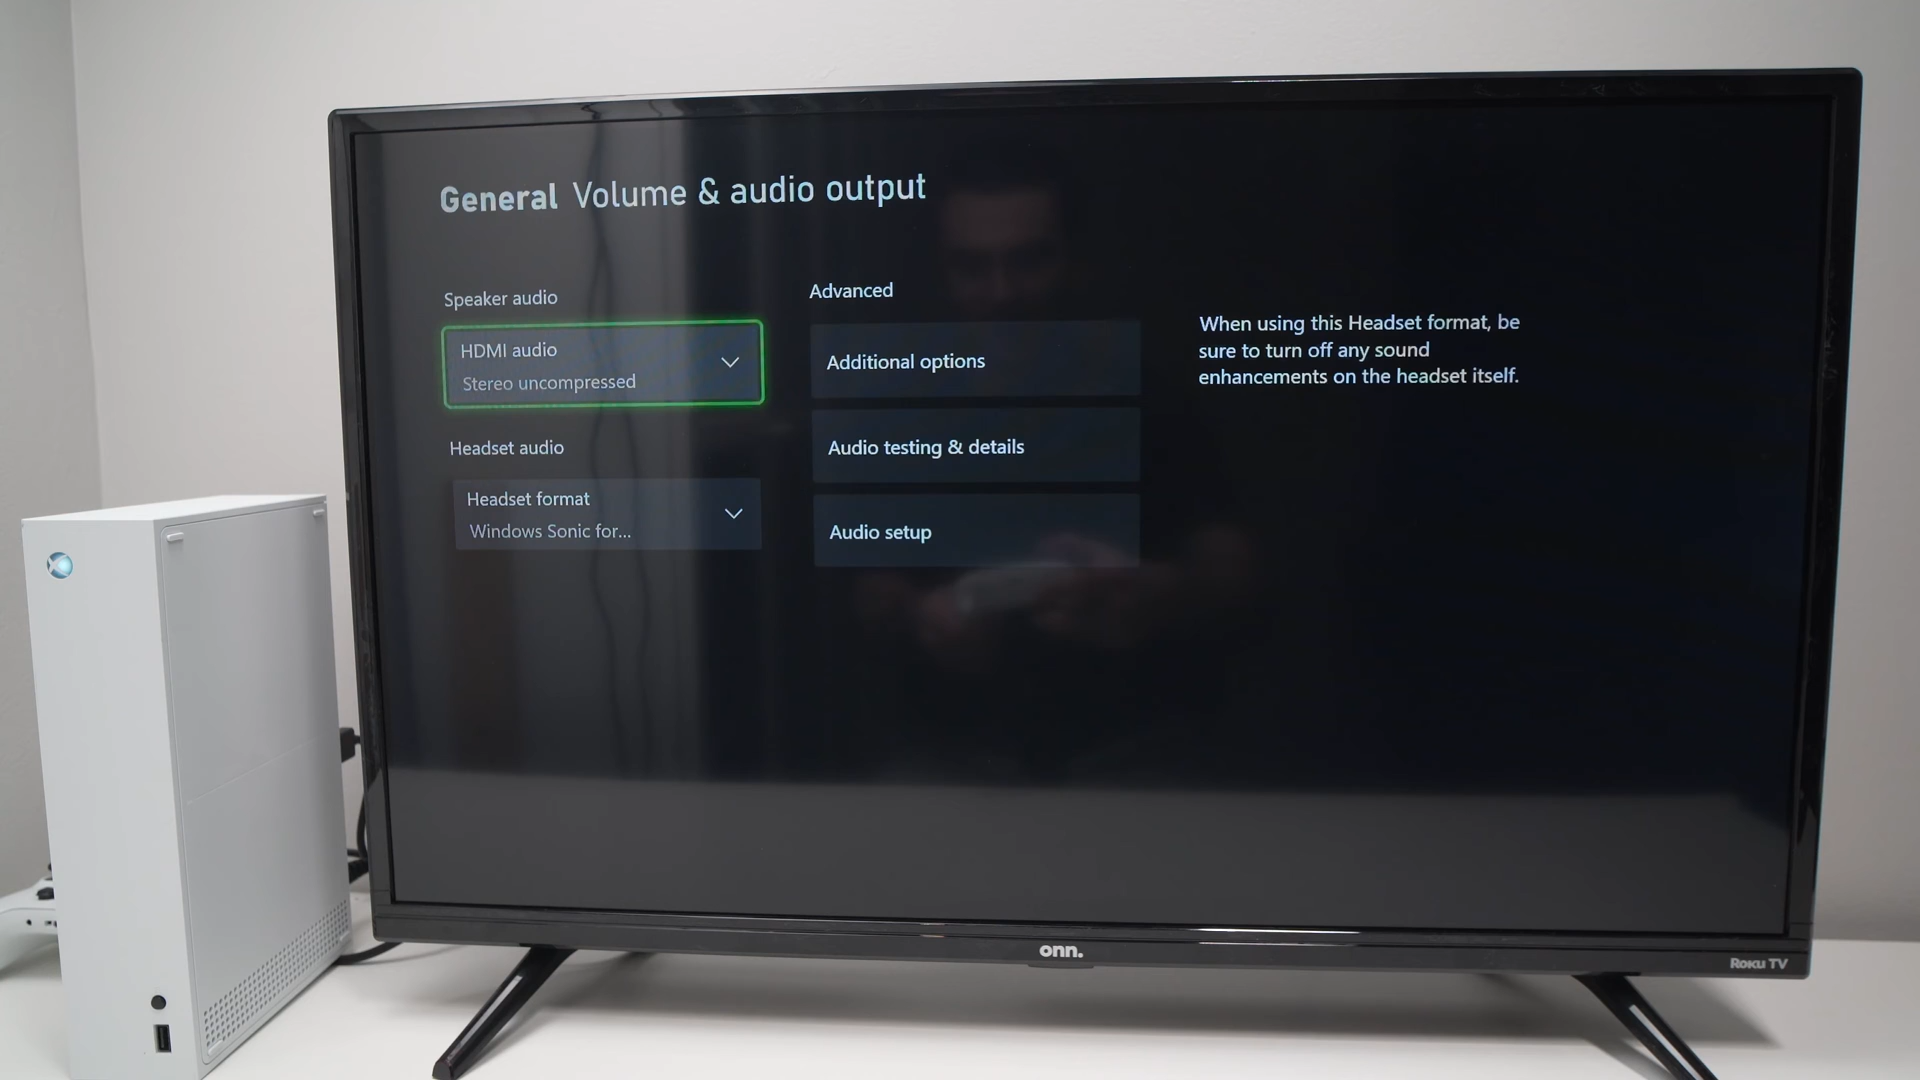 General Volume & audio output
Speaker audio
HDMI audio
Stereo uncompressed
Headset audio
Headset format
Windows Sonic for...
Advanced
Additional options
Audio testing & details
Audio setup
When using this Headset format, be
sure to turn off any sound
enhancements on the headset itself.
onn.
Roku TV